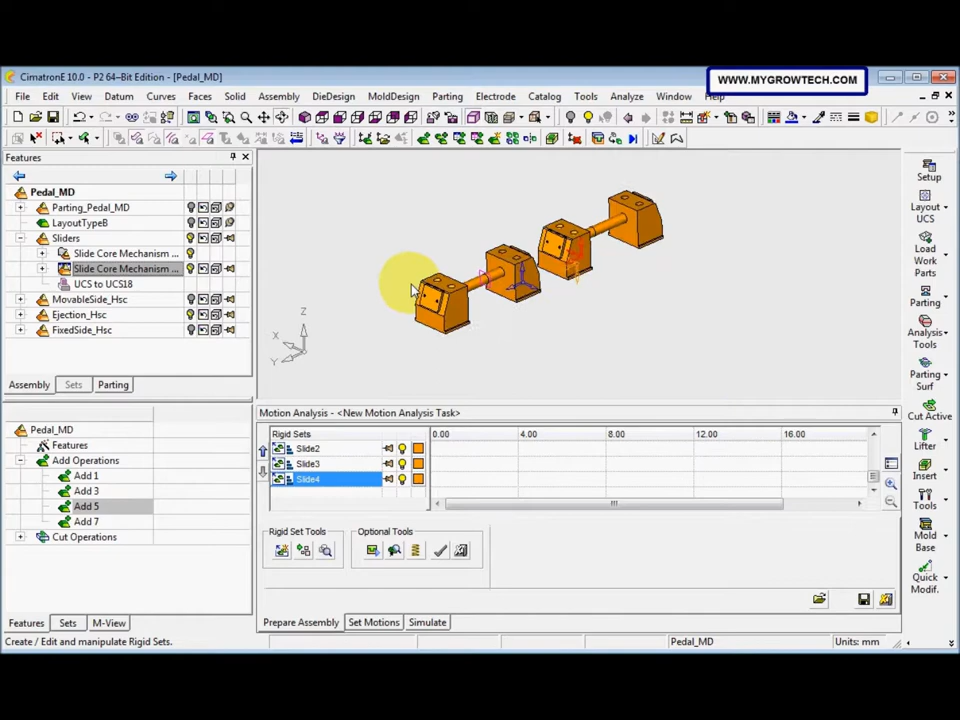 CimatronE 10.0 - P2 64-Bit Edition - [Pedal_MD]
WWW.MYGROWTECH.COM
File Edit View Datum Curves Faces Solid Assembly DieDesign MoldDesign Parting Electrode Catalog Tools Analyze Window Help
Features
Pedal_MD
Parting_Pedal_MD
LayoutTypeB
Sliders
Slide Core Mechanism ...
Slide Core Mechanism ...
UCS to UCS18
MovableSide_Hsc
Ejection_Hsc
FixedSide_Hsc
Assembly Sets Parting
Pedal_MD
Features
Add Operations
Add 1
Add 3
Add 5
Add 7
Cut Operations
Features Sets M-View
Z
X
Y
Motion Analysis - <New Motion Analysis Task>
Rigid Sets 0.00 4.00 8.00 12.00 16.00
Slide2
Slide3
Slide4
Rigid Set Tools Optional Tools
Prepare Assembly Set Motions Simulate
Setup
Layout UCS
Load Work Parts
Parting
Analysis Tools
Parting Surf
Cut Active
Lifter
Insert
Tools
Mold Base
Quick Modif.
Create / Edit and manipulate Rigid Sets. Pedal_MD Units: mm